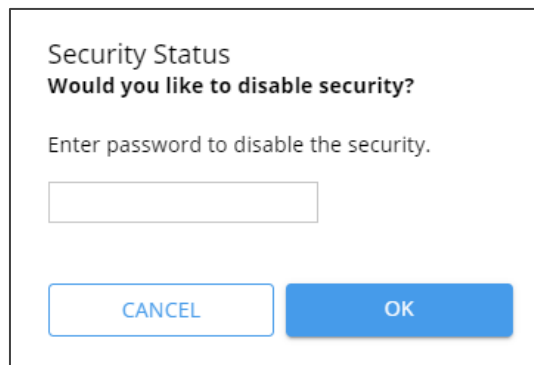 Security Status
Would you like to disable security?
Enter password to disable the security.
CANCEL
OK